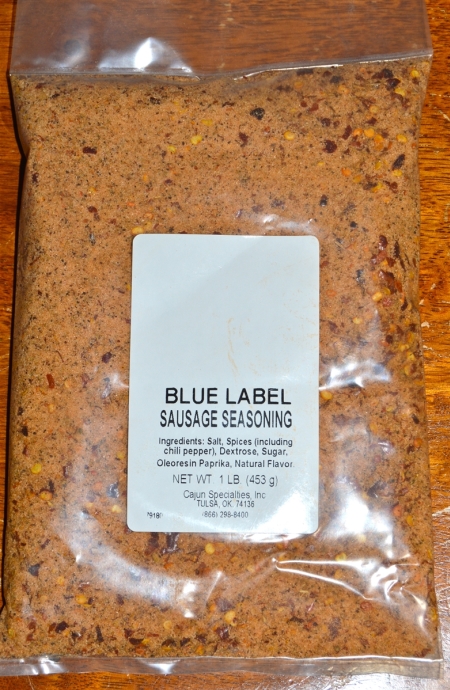 BLUE LABEL
SAUSAGE SEASONING
Ingredients: Salt, Spices (including
chili pepper), Dextrose, Sugar,
Oleoresin Paprika, Natural Flavor.
NET WT 1 LB. (453 g)
Cajun Specialties, Inc
TULSA, OK 74136
(866) 298-8400